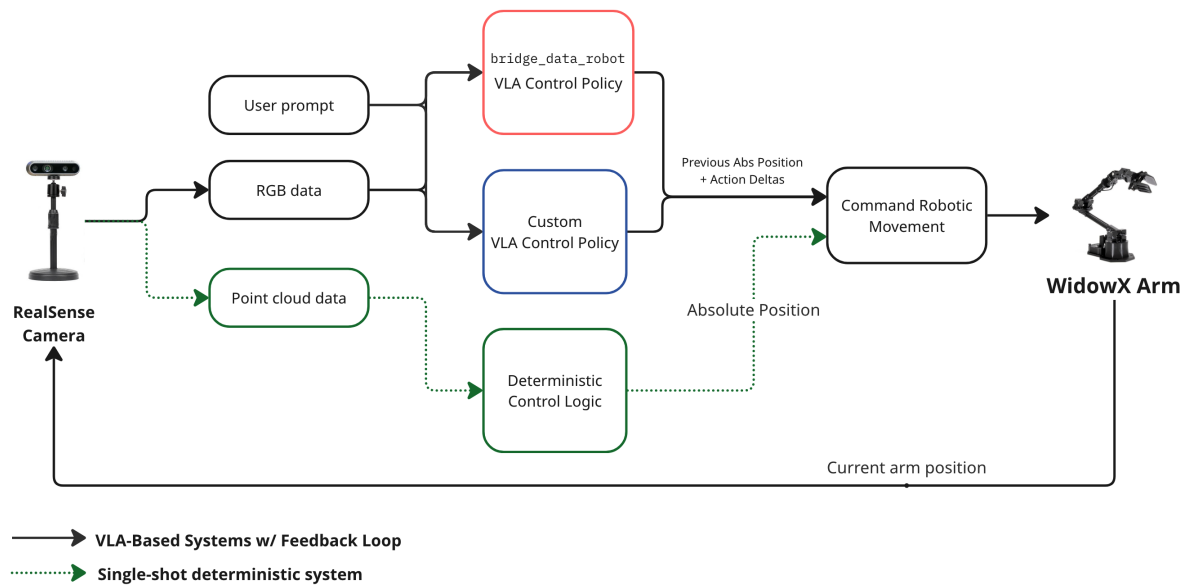 bridge_data_robot
VLA Control Policy
User prompt
RGB data
Previous Abs Position
+ Action Deltas
Custom
VLA Control Policy
Command Robotic
Movement
Point cloud data
WidowX Arm
RealSense
Camera
Absolute Position
Deterministic
Control Logic
Current arm position
VLA-Based Systems w/ Feedback Loop
Single-shot deterministic system